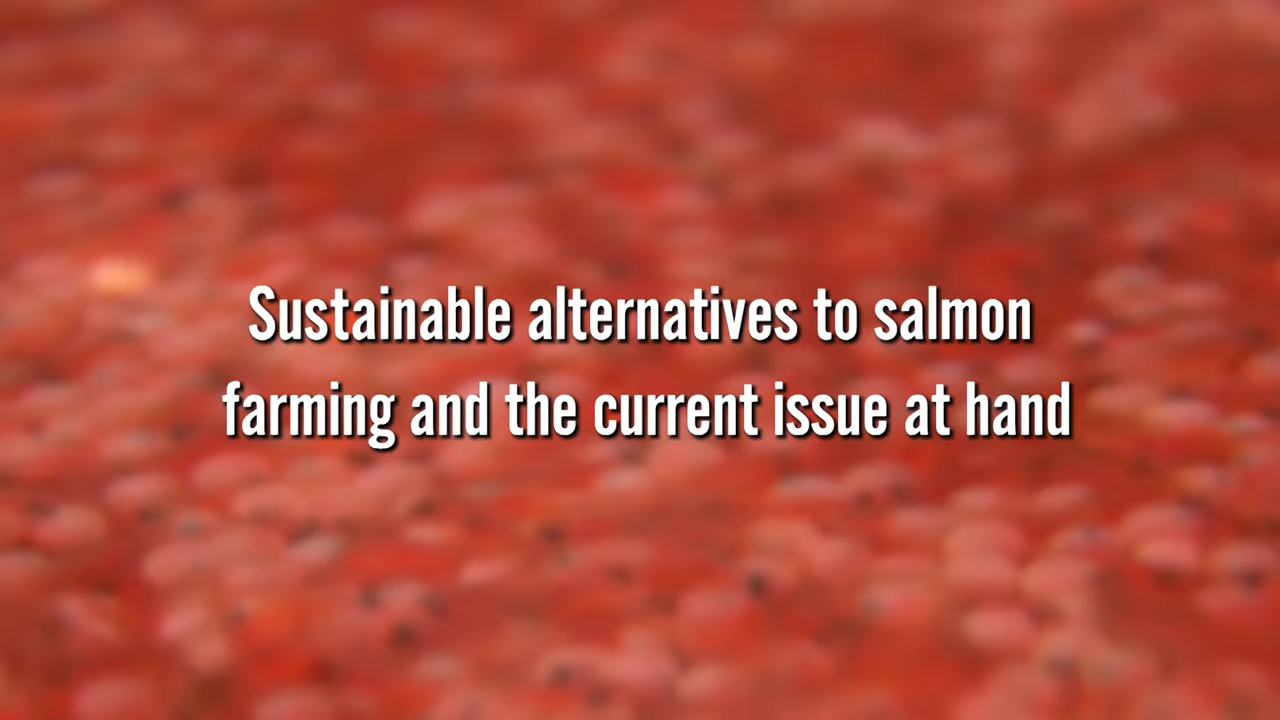 Sustainable alternatives to salmon
farming and the current issue at hand